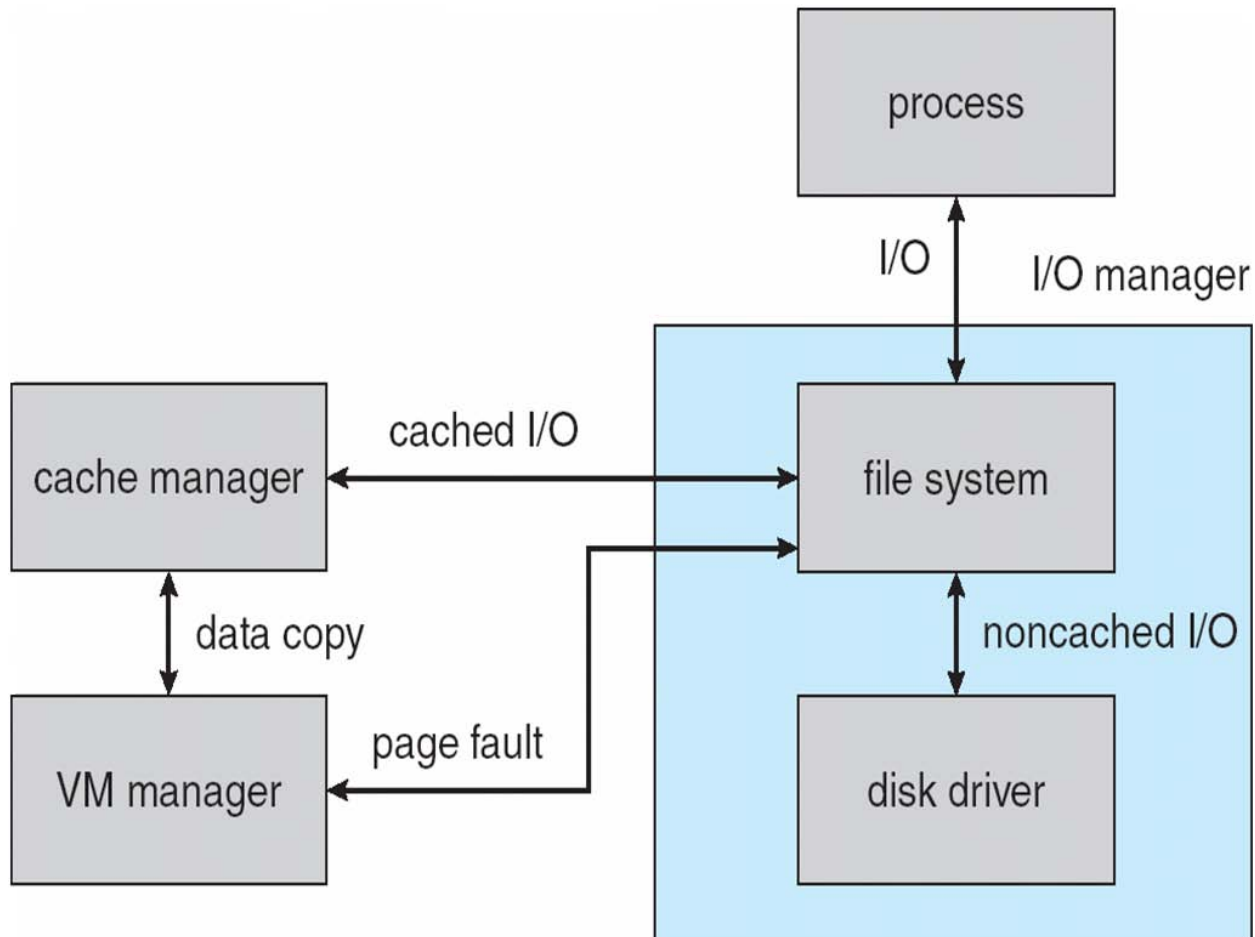 process
I/O
I/O manager
cached I/O
cache manager
file system
data copy
noncached I/O
page fault
VM manager
disk driver